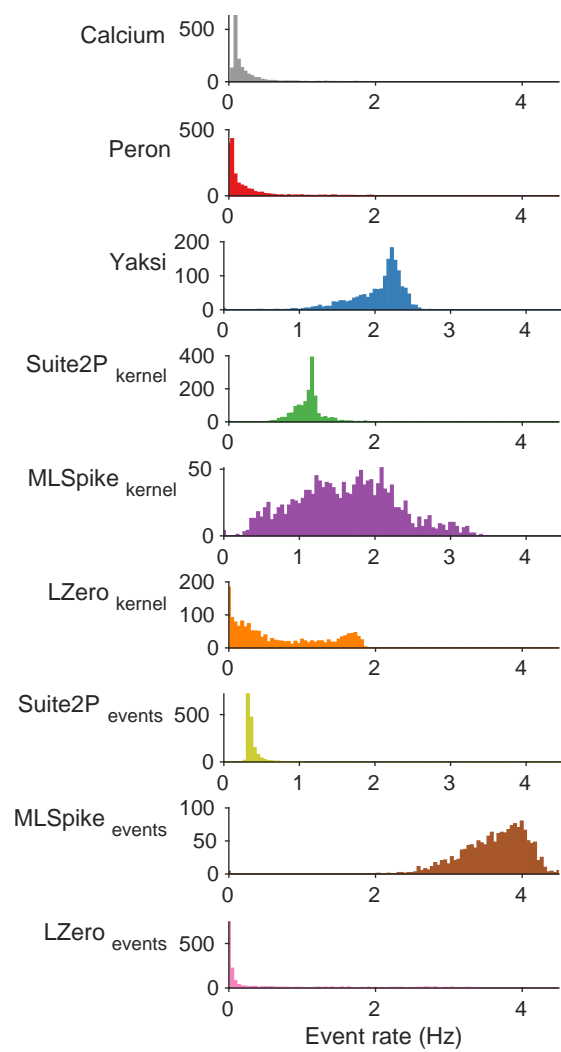 Calcium
500
0
0 2 4
Peron
500
0
0 2 4
Yaksi
200
100
0
0 1 2 3 4
Suite2P kernel
400
200
0
0 2 4
MLSpike kernel
50
0
0 1 2 3 4
LZero kernel
200
100
0
0 2 4
Suite2P events
500
0
0 1 2 3 4
MLSpike events
100
50
0
0 2 4
LZero events
500
0
0 2 4
Event rate (Hz)